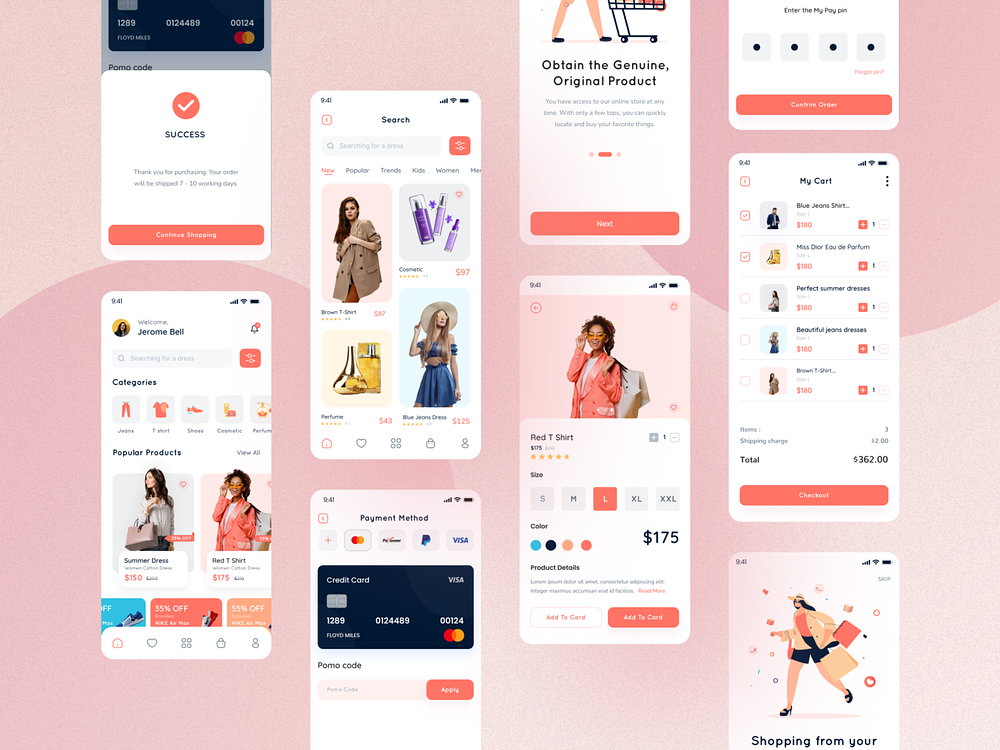 1289 0124489 00124
FLOYD MILES
Pomo code
SUCCESS
Thank you for purchasing. Your order
will be shipped 7 - 10 working days.
Continue Shopping
9:41
Welcome,
Jerome Bell
Searching for a dress
Categories
Jeans T shirt Shoes Cosmetic Perfum
Popular Products View All
35% OFF
Summer Dress
Women Cotton Dress
$150
Red T Shirt
Women Cotton Dress
$175
FF
Max
35% OFF
NIKE Air Max
55% OFF
NIKE Air Max
9:41
Search
Searching for a dress
New Popular Trends Kids Women Mer
Cosmetic
$97
Brown T-Shirt
$97
Perfume
$43
Blue Jeans Dress
$125
9:41
Payment Method
Payoneer
VISA
Credit Card VISA
1289 0124489 00124
FLOYD MILES
Pomo code
Pomo Code
Apply
Obtain the Genuine,
Original Product
You have access to our online store at any
time. With only a few tops, you can quickly
locate and buy your favorite things.
Next
9:41
Red T Shirt
1
$175
Size
S M L XL XXL
Color
$175
Product Details
Lorem ipsum dolor sit amet, consectetur adipiscing elit.
Integer maximus accumsan erat id facilisis. Read More
Add To Card
Add To Card
Enter the My Pay pin
Forgot pin?
Contrim Order
9:41
My Cart
Blue Jeans Shirt...
$180 1
Miss Dior Eau de Parfum
$180 1
Perfect summer dresses
$180 1
Beautiful jeans dresses
$180 1
Brown T-Shirt...
$180 1
Items : 3
Shipping charge $2.00
Total $362.00
Checkout
9:41
SKIP
Shopping from your